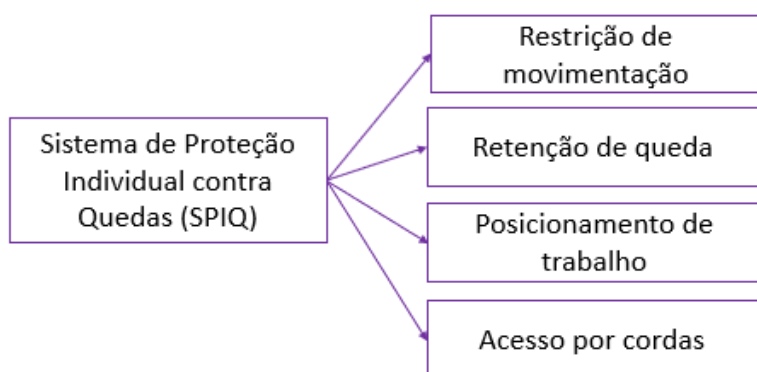 Sistema de Proteção
Individual contra
Quedas (SPIQ)
Restrição de
movimentação
Retenção de queda
Posicionamento de
trabalho
Acesso por cordas